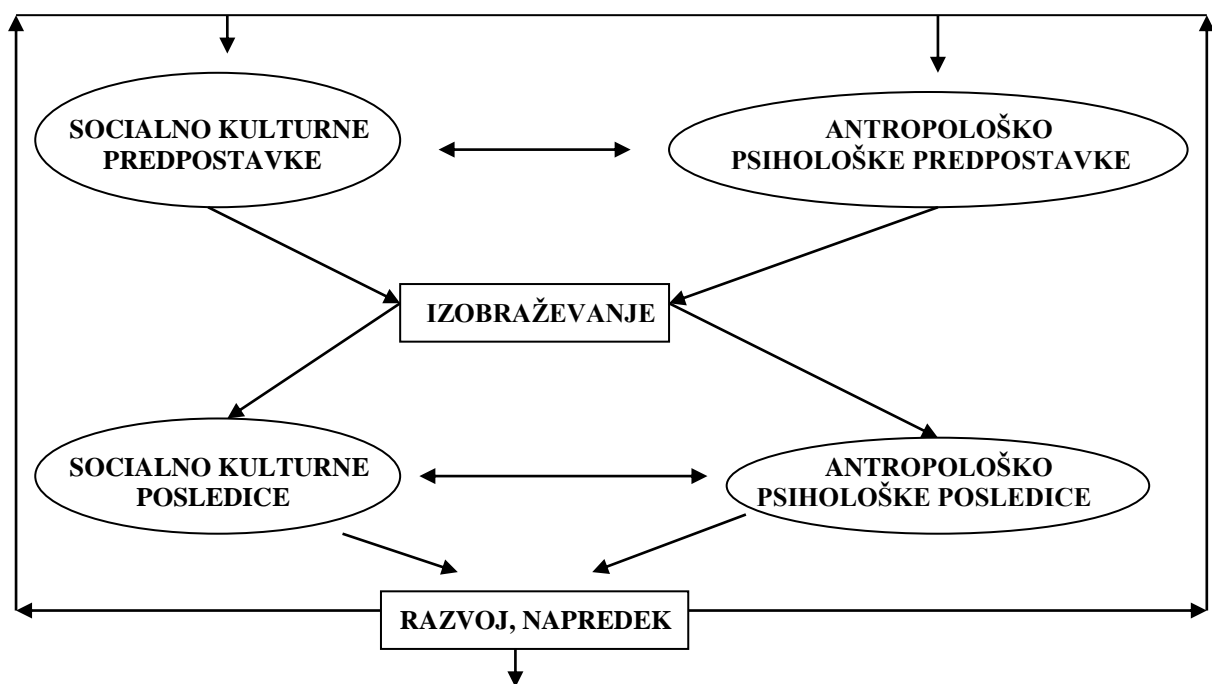 SOCIALNO KULTURNE
PREDPOSTAVKE
ANTROPOLOŠKO
PSIHOLOŠKE PREDPOSTAVKE
IZOBRAŽEVANJE
SOCIALNO KULTURNE
POSLEDICE
ANTROPOLOŠKO
PSIHOLOŠKE POSLEDICE
RAZVOJ, NAPREDEK